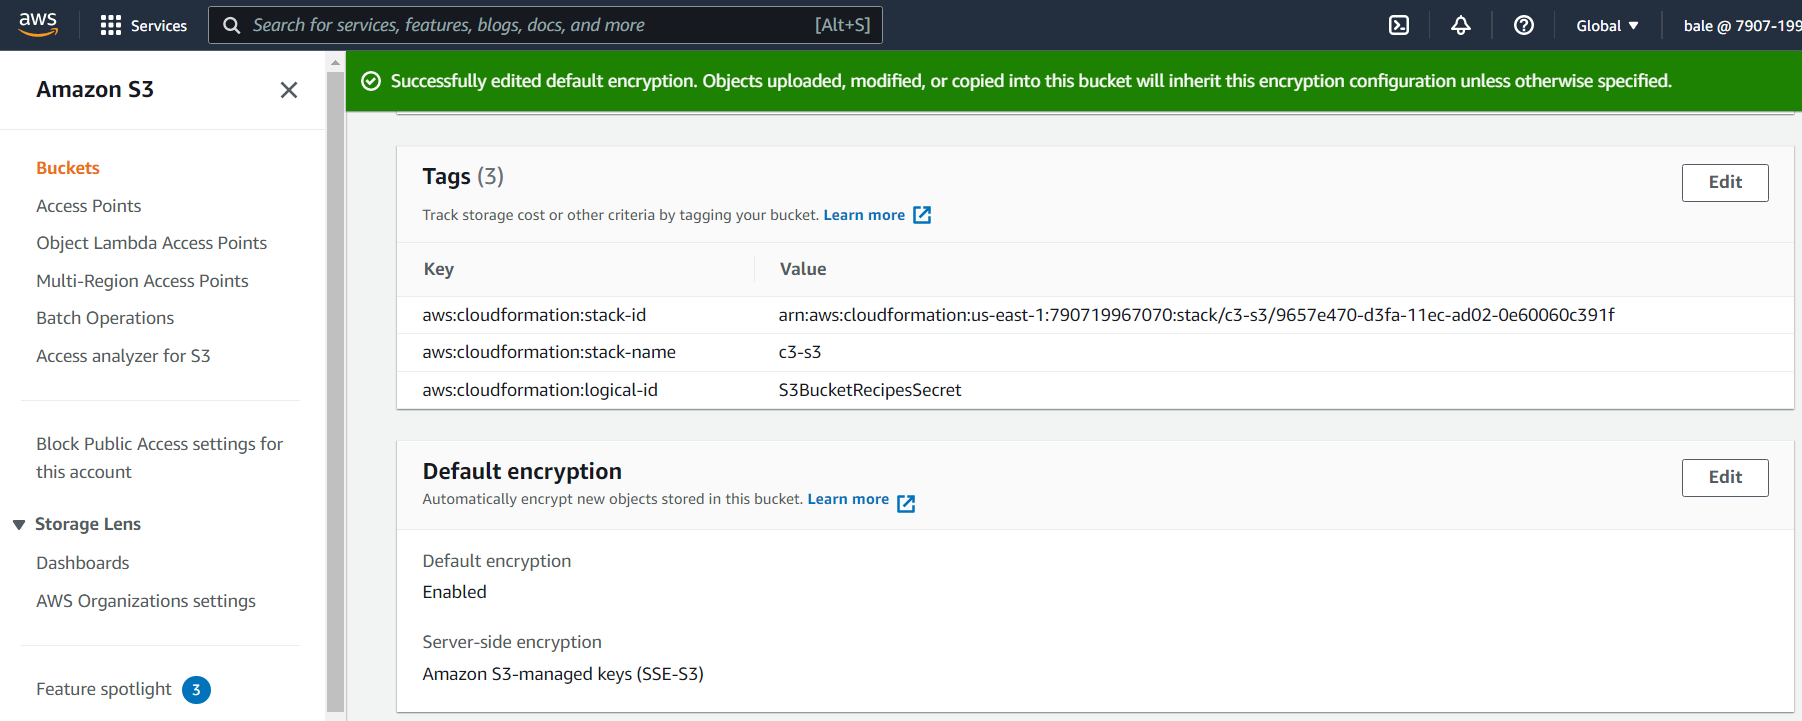 aws
Services
Search for services, features, blogs, docs, and more
[Alt+S]
Global
bale @ 7907-199
Amazon S3
Buckets
Access Points
Object Lambda Access Points
Multi-Region Access Points
Batch Operations
Access analyzer for S3
Block Public Access settings for
this account
Storage Lens
Dashboards
AWS Organizations settings
Feature spotlight 3
Successfully edited default encryption. Objects uploaded, modified, or copied into this bucket will inherit this encryption configuration unless otherwise specified.
Tags (3)
Edit
Track storage cost or other criteria by tagging your bucket. Learn more
Key Value
aws:cloudformation:stack-id arn:aws:cloudformation:us-east-1:790719967070:stack/c3-s3/9657e470-d3fa-11ec-ad02-0e60060c391f
aws:cloudformation:stack-name c3-s3
aws:cloudformation:logical-id S3BucketRecipesSecret
Default encryption
Edit
Automatically encrypt new objects stored in this bucket. Learn more
Default encryption
Enabled
Server-side encryption
Amazon S3-managed keys (SSE-S3)